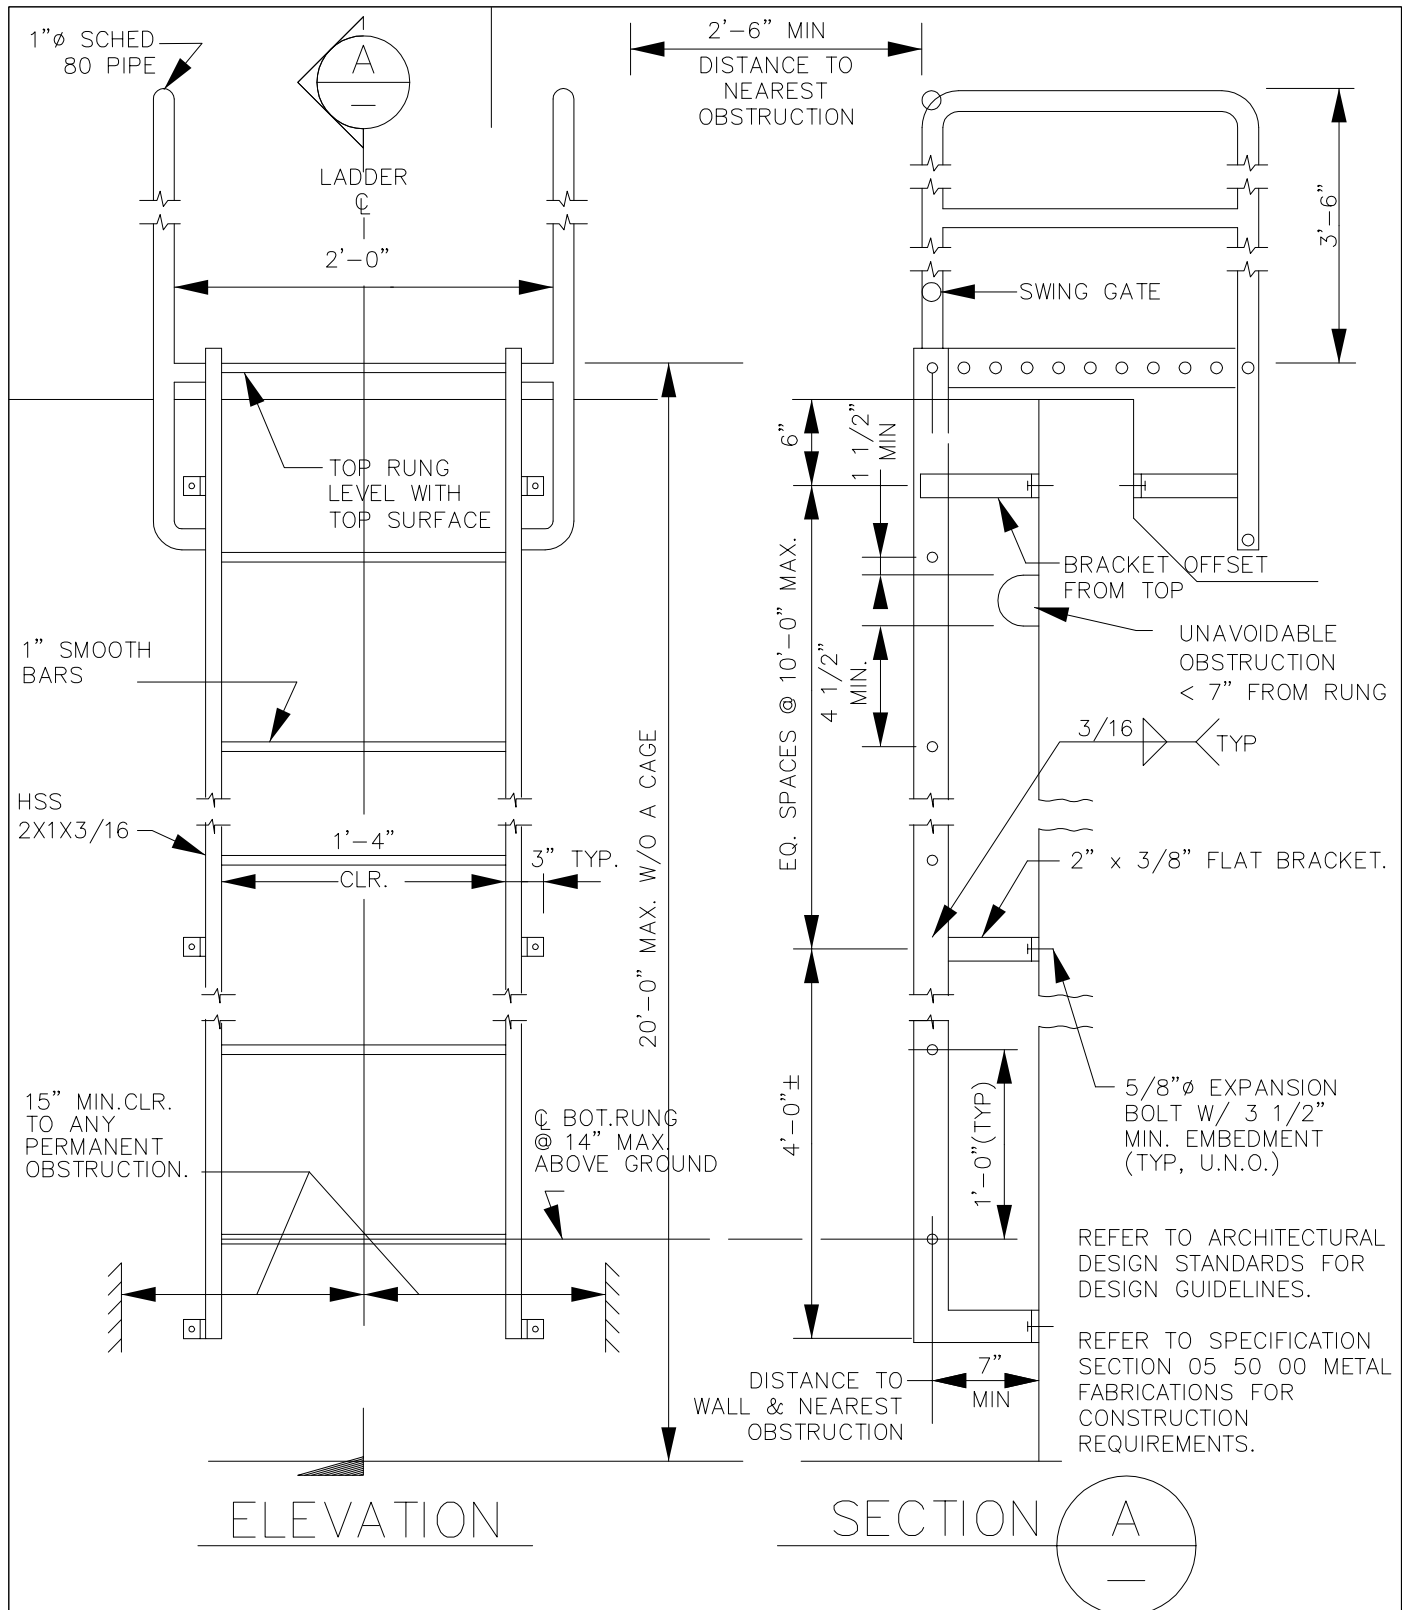 1”ø SCHED
80 PIPE
A
—
LADDER
℄
2’–0”
2’–6” MIN
DISTANCE TO
NEAREST
OBSTRUCTION
3’–6”
SWING GATE
TOP RUNG
LEVEL WITH
TOP SURFACE
6”
1 1/2”
MIN
BRACKET OFFSET
FROM TOP
UNAVOIDABLE
OBSTRUCTION
< 7” FROM RUNG
1” SMOOTH
BARS
EQ. SPACES @ 10’–0” MAX.
4 1/2”
MIN.
3/16
TYP
HSS
2X1X3/16
1’–4”
CLR.
3” TYP.
20’–0” MAX. W/O A CAGE
2” x 3/8” FLAT BRACKET.
15” MIN.CLR.
TO ANY
PERMANENT
OBSTRUCTION.
℄ BOT.RUNG
@ 14” MAX.
ABOVE GROUND
4’–0”±
1’–0”(TYP)
5/8”ø EXPANSION
BOLT W/ 3 1/2”
MIN. EMBEDMENT
(TYP, U.N.O.)
REFER TO ARCHITECTURAL
DESIGN STANDARDS FOR
DESIGN GUIDELINES.
REFER TO SPECIFICATION
SECTION 05 50 00 METAL
FABRICATIONS FOR
CONSTRUCTION
REQUIREMENTS.
DISTANCE TO
WALL & NEAREST
OBSTRUCTION
7”
MIN
ELEVATION
SECTION
A
—